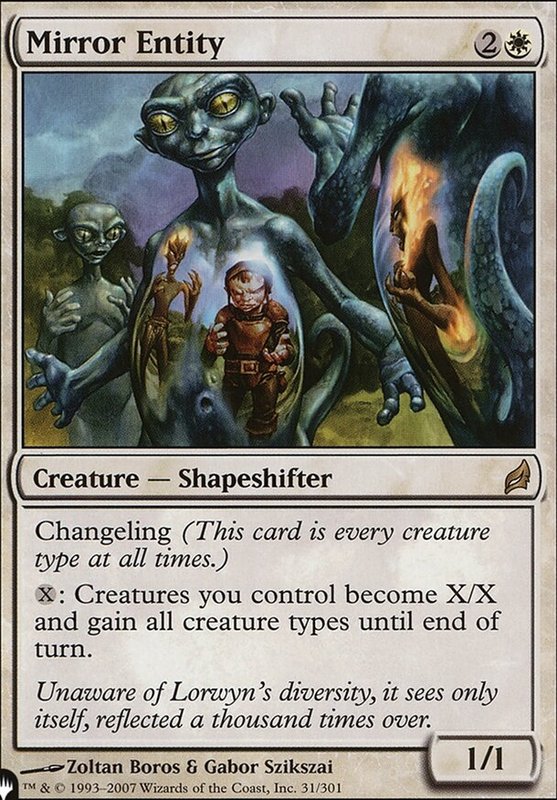 Mirror Entity 2
Creature — Shapeshifter
Changeling (This card is every creature
type at all times.)
X: Creatures you control become X/X
and gain all creature types until end of
turn.
Unaware of Lorwyn's diversity, it sees only
itself, reflected a thousand times over.
Zoltan Boros & Gabor Szikszai
1/1
™ & © 1993–2007 Wizards of the Coast, Inc. 31/301